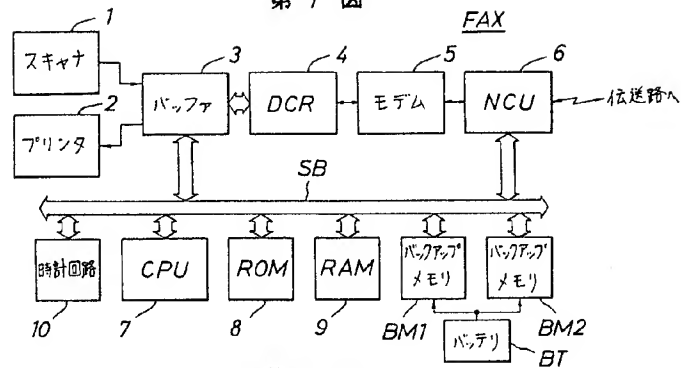 第1図
FAX
1
スキャナ
2
プリンタ
3
バッファ
4
DCR
5
モデム
6
NCU
伝送路へ
SB
時計回路
10
CPU
7
ROM
8
RAM
9
バックアップ
メモリ
BM1
バックアップ
メモリ
BM2
バッテリ
BT